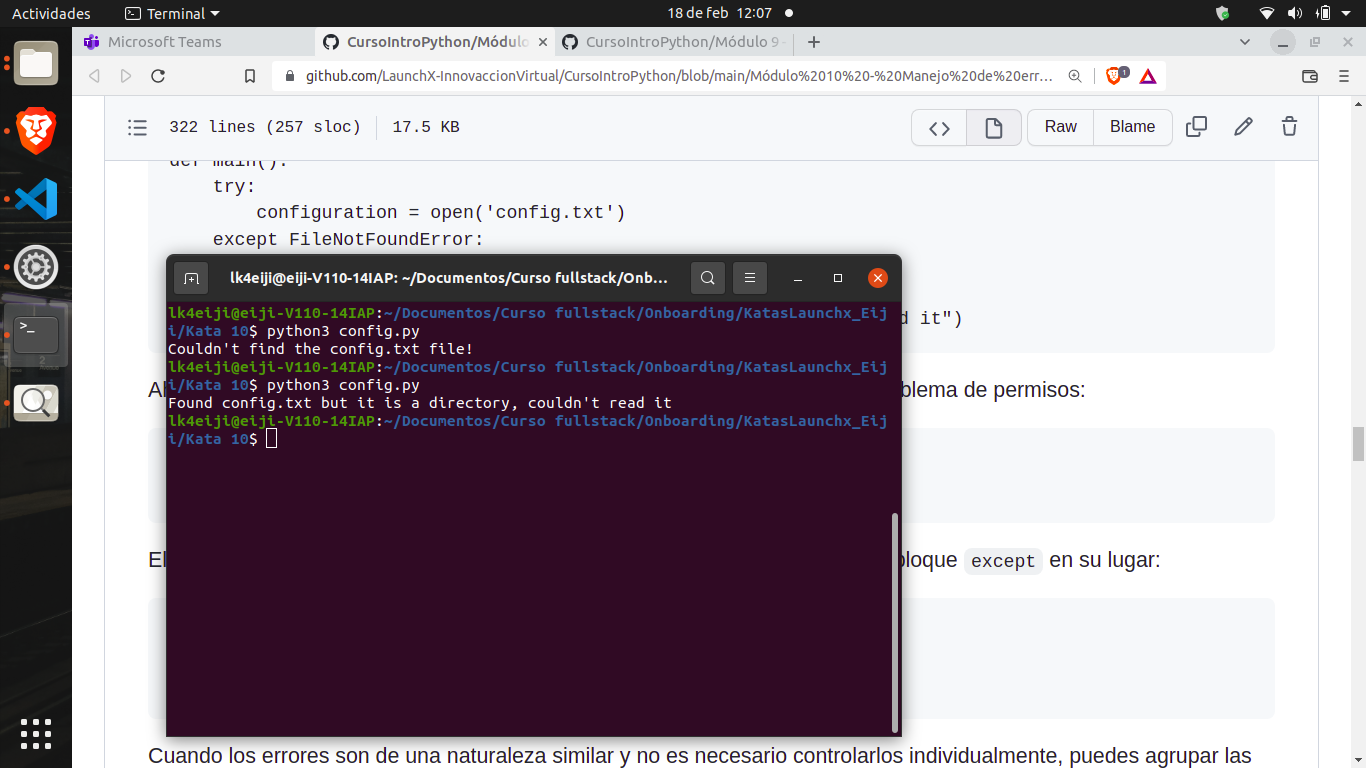 Actividades
Terminal
18 de feb 12:07
Microsoft Teams
CursoIntroPython/Módulo
CursoIntroPython/Módulo 9
github.com/LaunchX-InnovaccionVirtual/CursoIntroPython/blob/main/Módulo%2010%20-%20Manejo%20de%20err...
1
322 lines (257 sloc)
17.5 KB
Raw
Blame
def main():
try:
configuration = open('config.txt')
except FileNotFoundError:
lk4eiji@eiji-V110-14IAP: ~/Documentos/Curso fullstack/Onb...
lk4eiji@eiji-V110-14IAP:~/Documentos/Curso fullstack/Onboarding/KatasLaunchx_Eij
i/Kata 10$ python3 config.py
d it")
Couldn't find the config.txt file!
lk4eiji@eiji-V110-14IAP:~/Documentos/Curso fullstack/Onboarding/KatasLaunchx_Eij
i/Kata 10$ python3 config.py
blema de permisos:
Found config.txt but it is a directory, couldn't read it
lk4eiji@eiji-V110-14IAP:~/Documentos/Curso fullstack/Onboarding/KatasLaunchx_Eij
i/Kata 10$
El
bloque except en su lugar:
Cuando los errores son de una naturaleza similar y no es necesario controlarlos individualmente, puedes agrupar las